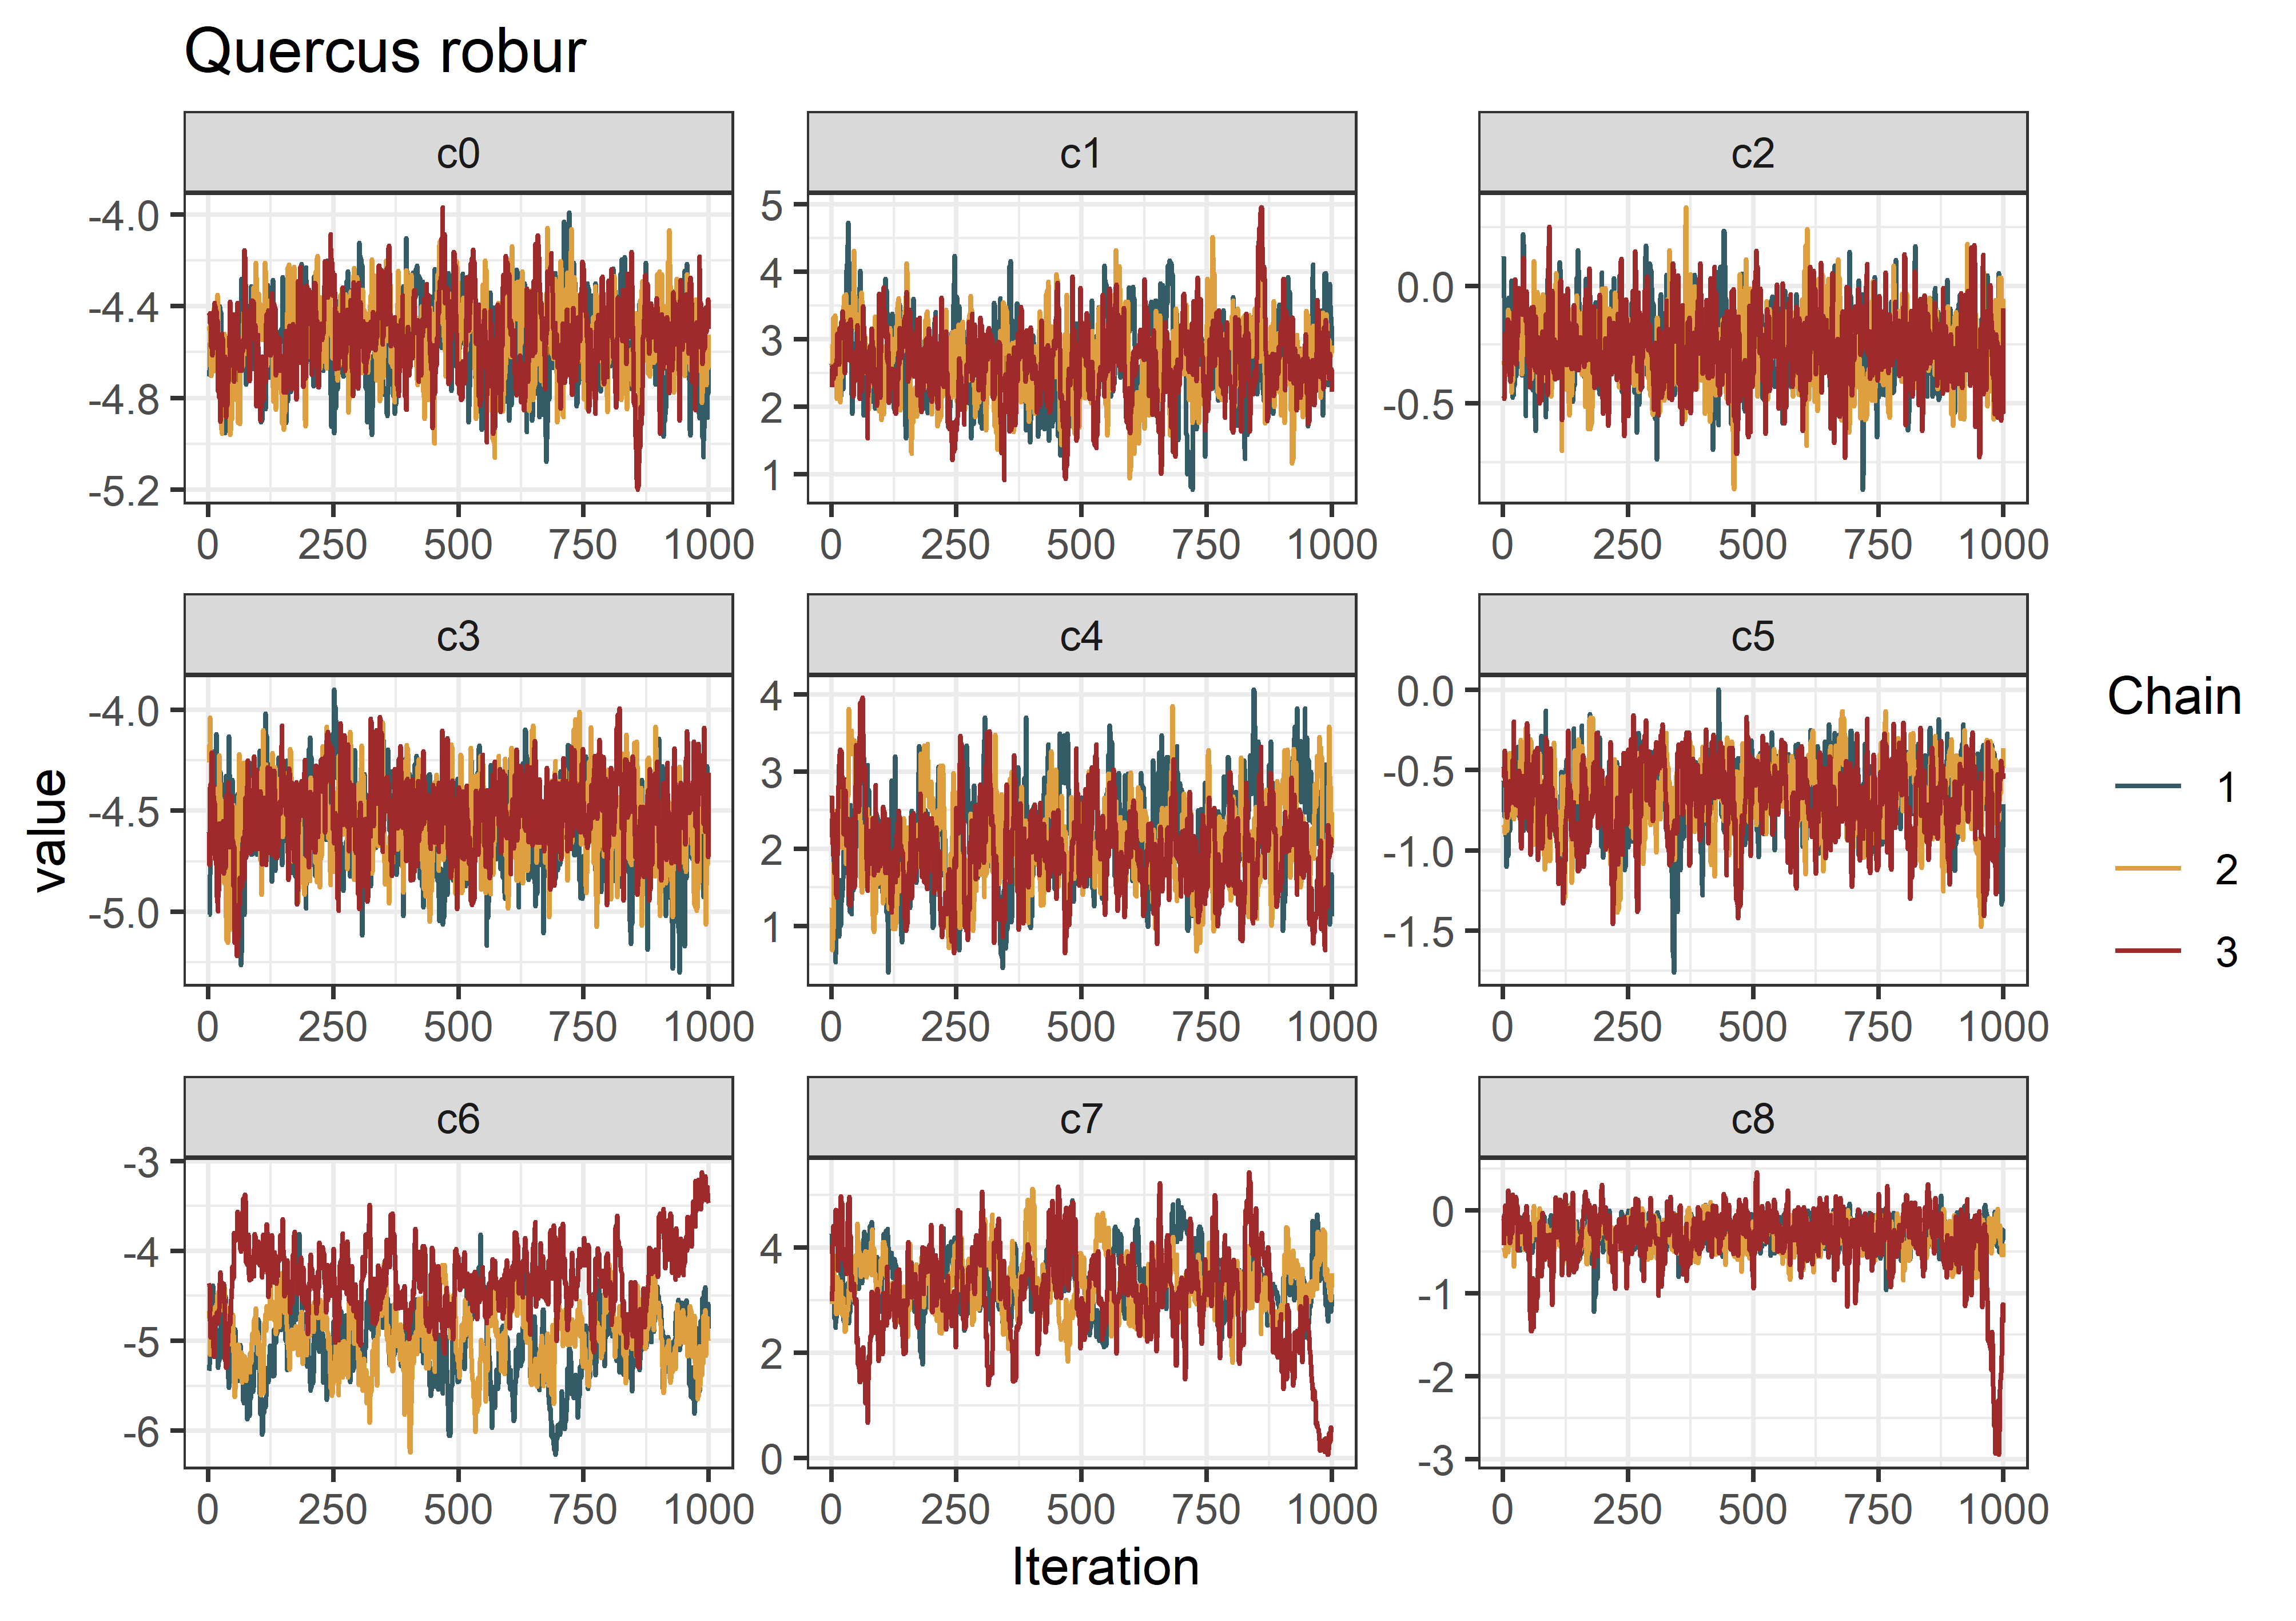 Quercus robur
c0 c1 c2
-4.0 -4.4 -4.8 -5.2
5 4 3 2 1
0.0 -0.5
0 250 500 750 1000 0 250 500 750 1000 0 250 500 750 1000
c3 c4 c5
-4.0 -4.5 -5.0
4 3 2 1
0.0 -0.5 -1.0 -1.5
0 250 500 750 1000 0 250 500 750 1000 0 250 500 750 1000
c6 c7 c8
-3 -4 -5 -6
4 2 0
0 -1 -2 -3
0 250 500 750 1000 0 250 500 750 1000 0 250 500 750 1000
value
Iteration
Chain
1
2
3